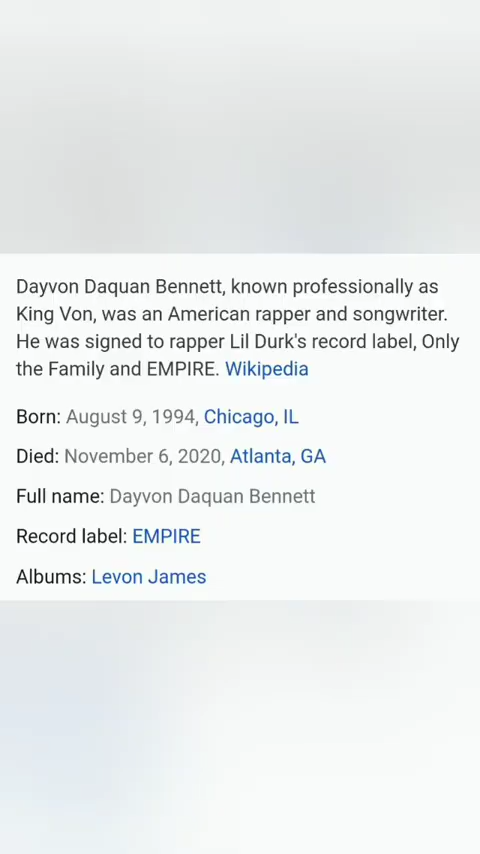 Dayvon Daquan Bennett, known professionally as
King Von, was an American rapper and songwriter.
He was signed to rapper Lil Durk's record label, Only
the Family and EMPIRE. Wikipedia
Born: August 9, 1994, Chicago, IL
Died: November 6, 2020, Atlanta, GA
Full name: Dayvon Daquan Bennett
Record label: EMPIRE
Albums: Levon James